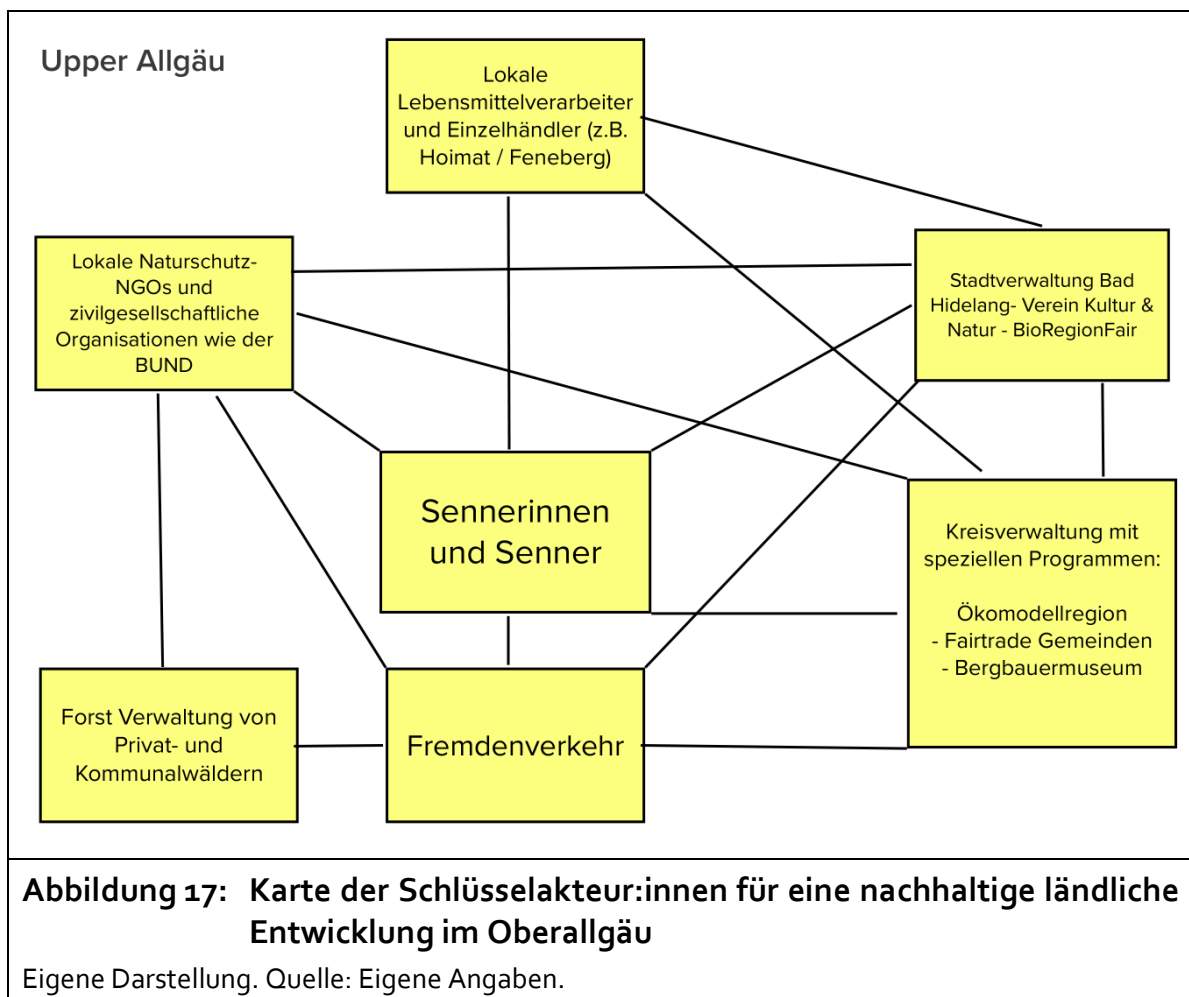 Upper Allgäu
Lokale
Lebensmittelverarbeiter
und Einzelhändler (z.B.
Hoimat / Feneberg)
Lokale Naturschutz-
NGOs und
zivilgesellschaftliche
Organisationen wie der
BUND
Stadtverwaltung Bad
Hidelang- Verein Kultur &
Natur - BioRegionFair
Sennerinnen
und Senner
Kreisverwaltung mit
speziellen Programmen:
Ökomodellregion
- Fairtrade Gemeinden
- Bergbauermuseum
Forst Verwaltung von
Privat- und
Kommunalwäldern
Fremdenverkehr
Abbildung 17: Karte der Schlüsselakteur:innen für eine nachhaltige ländliche
Entwicklung im Oberallgäu
Eigene Darstellung. Quelle: Eigene Angaben.